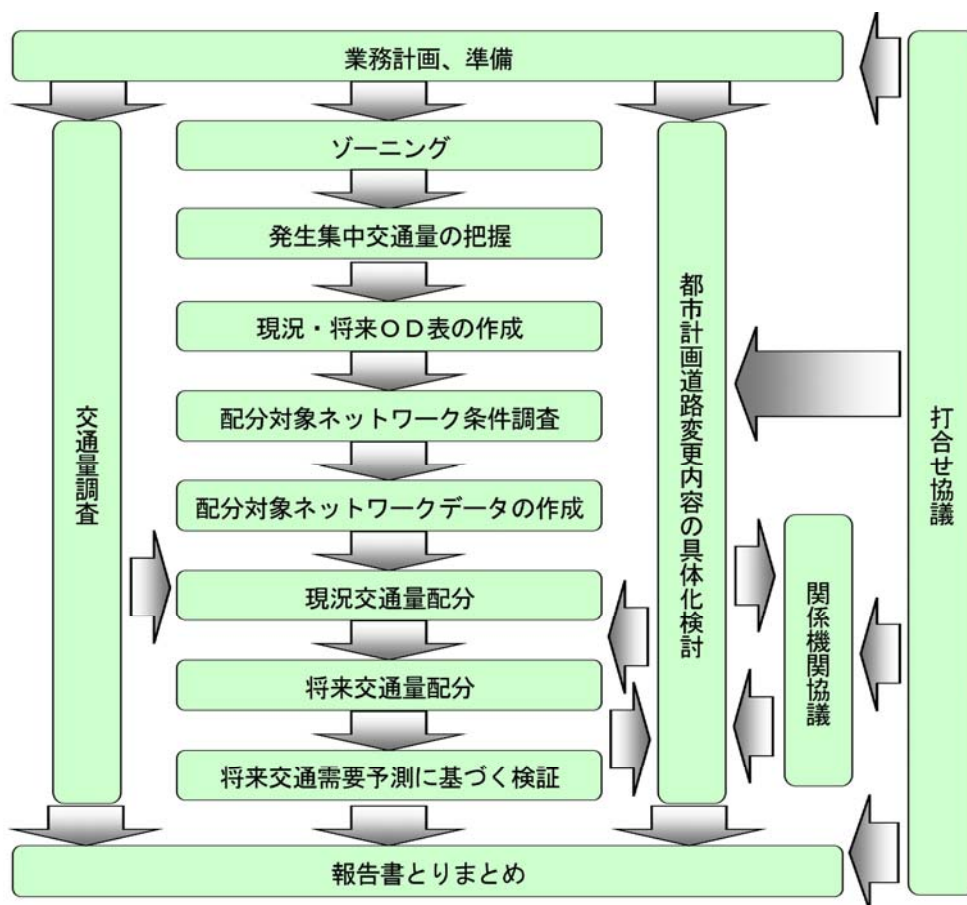 業務計画、準備
ゾーニング
発生集中交通量の把握
現況・将来OD表の作成
配分対象ネットワーク条件調査
配分対象ネットワークデータの作成
現況交通量配分
将来交通量配分
将来交通需要予測に基づく検証
交通量調査
都市計画道路変更内容の具体化検討
関係機関協議
打合せ協議
報告書とりまとめ